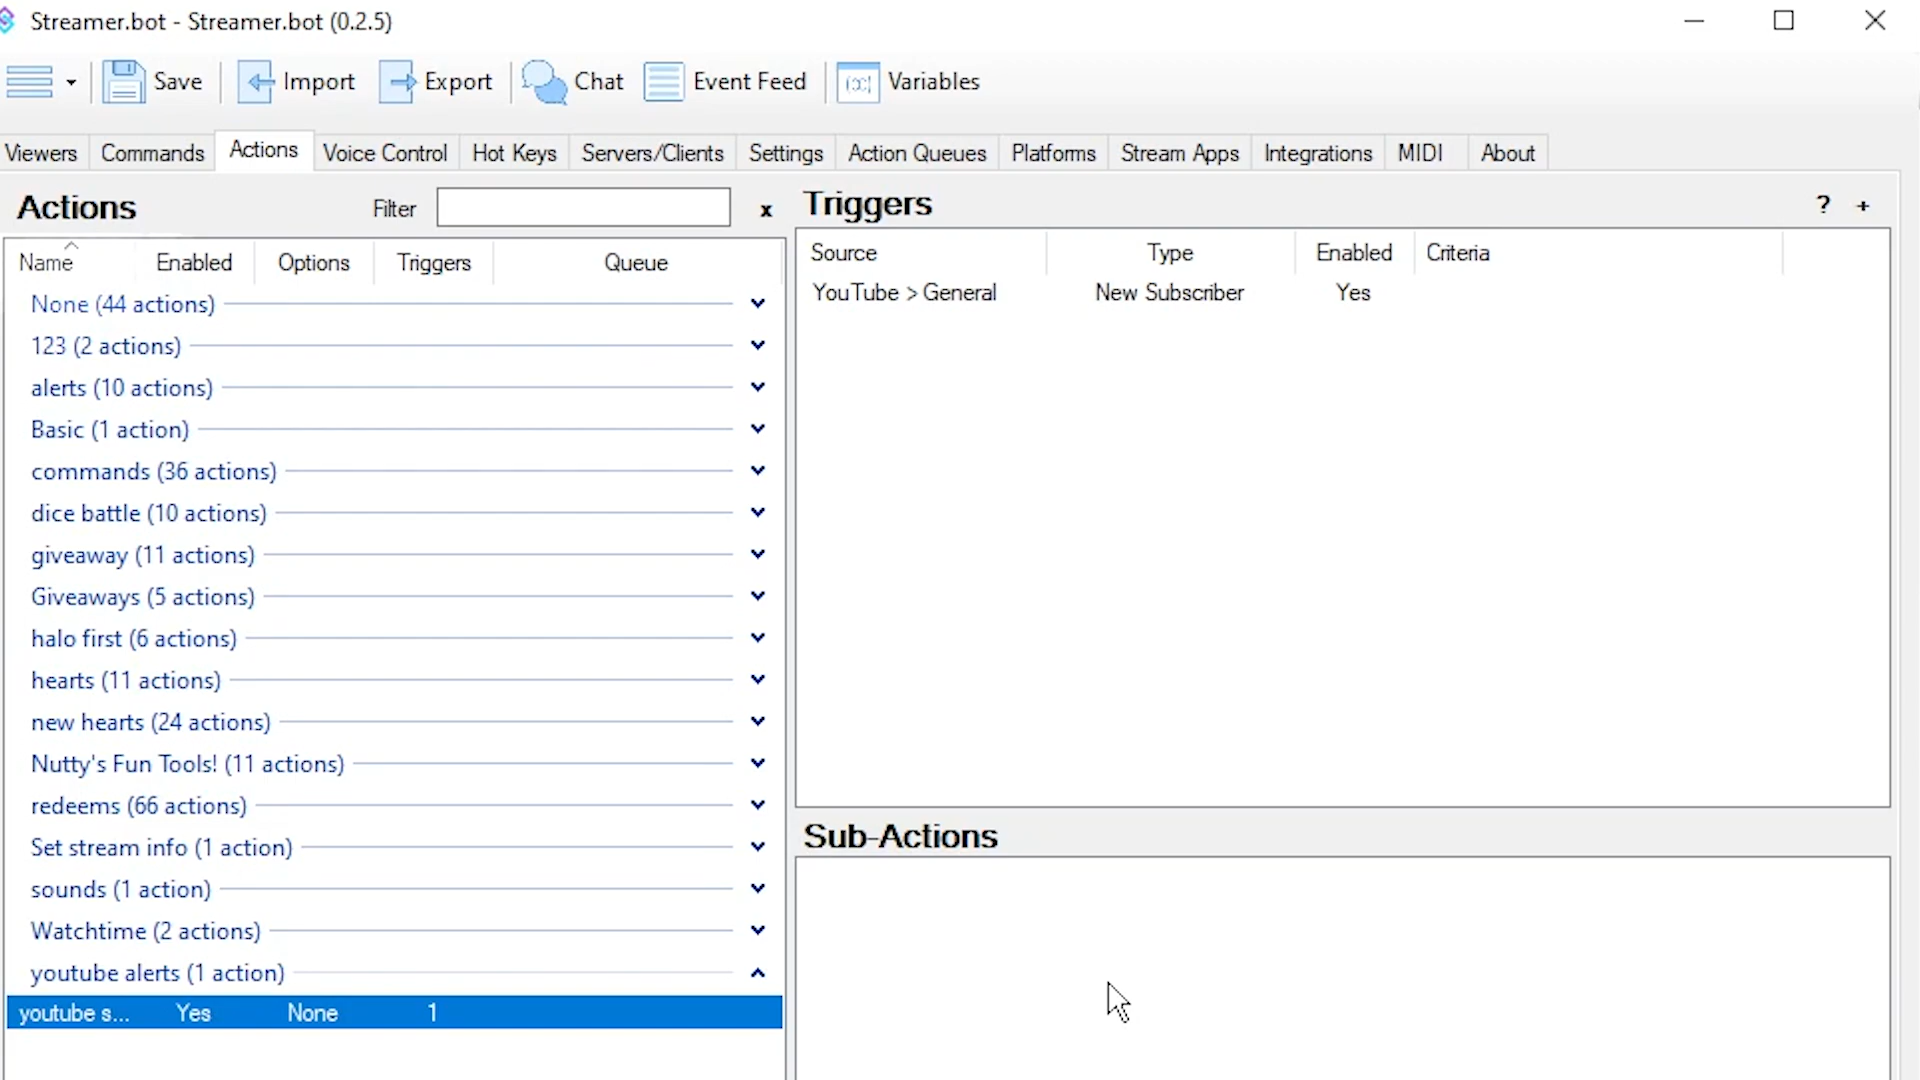 Streamer.bot - Streamer.bot (0.2.5)
Save Import Export Chat Event Feed Variables
Viewers Commands Actions Voice Control Hot Keys Servers/Clients Settings Action Queues Platforms Stream Apps Integrations MIDI About
Actions Filter x
Name Enabled Options Triggers Queue
None (44 actions)
123 (2 actions)
alerts (10 actions)
Basic (1 action)
commands (36 actions)
dice battle (10 actions)
giveaway (11 actions)
Giveaways (5 actions)
halo first (6 actions)
hearts (11 actions)
new hearts (24 actions)
Nutty's Fun Tools! (11 actions)
redeems (66 actions)
Set stream info (1 action)
sounds (1 action)
Watchtime (2 actions)
youtube alerts (1 action)
youtube s... Yes None 1
Triggers ? +
Source Type Enabled Criteria
YouTube > General New Subscriber Yes
Sub-Actions